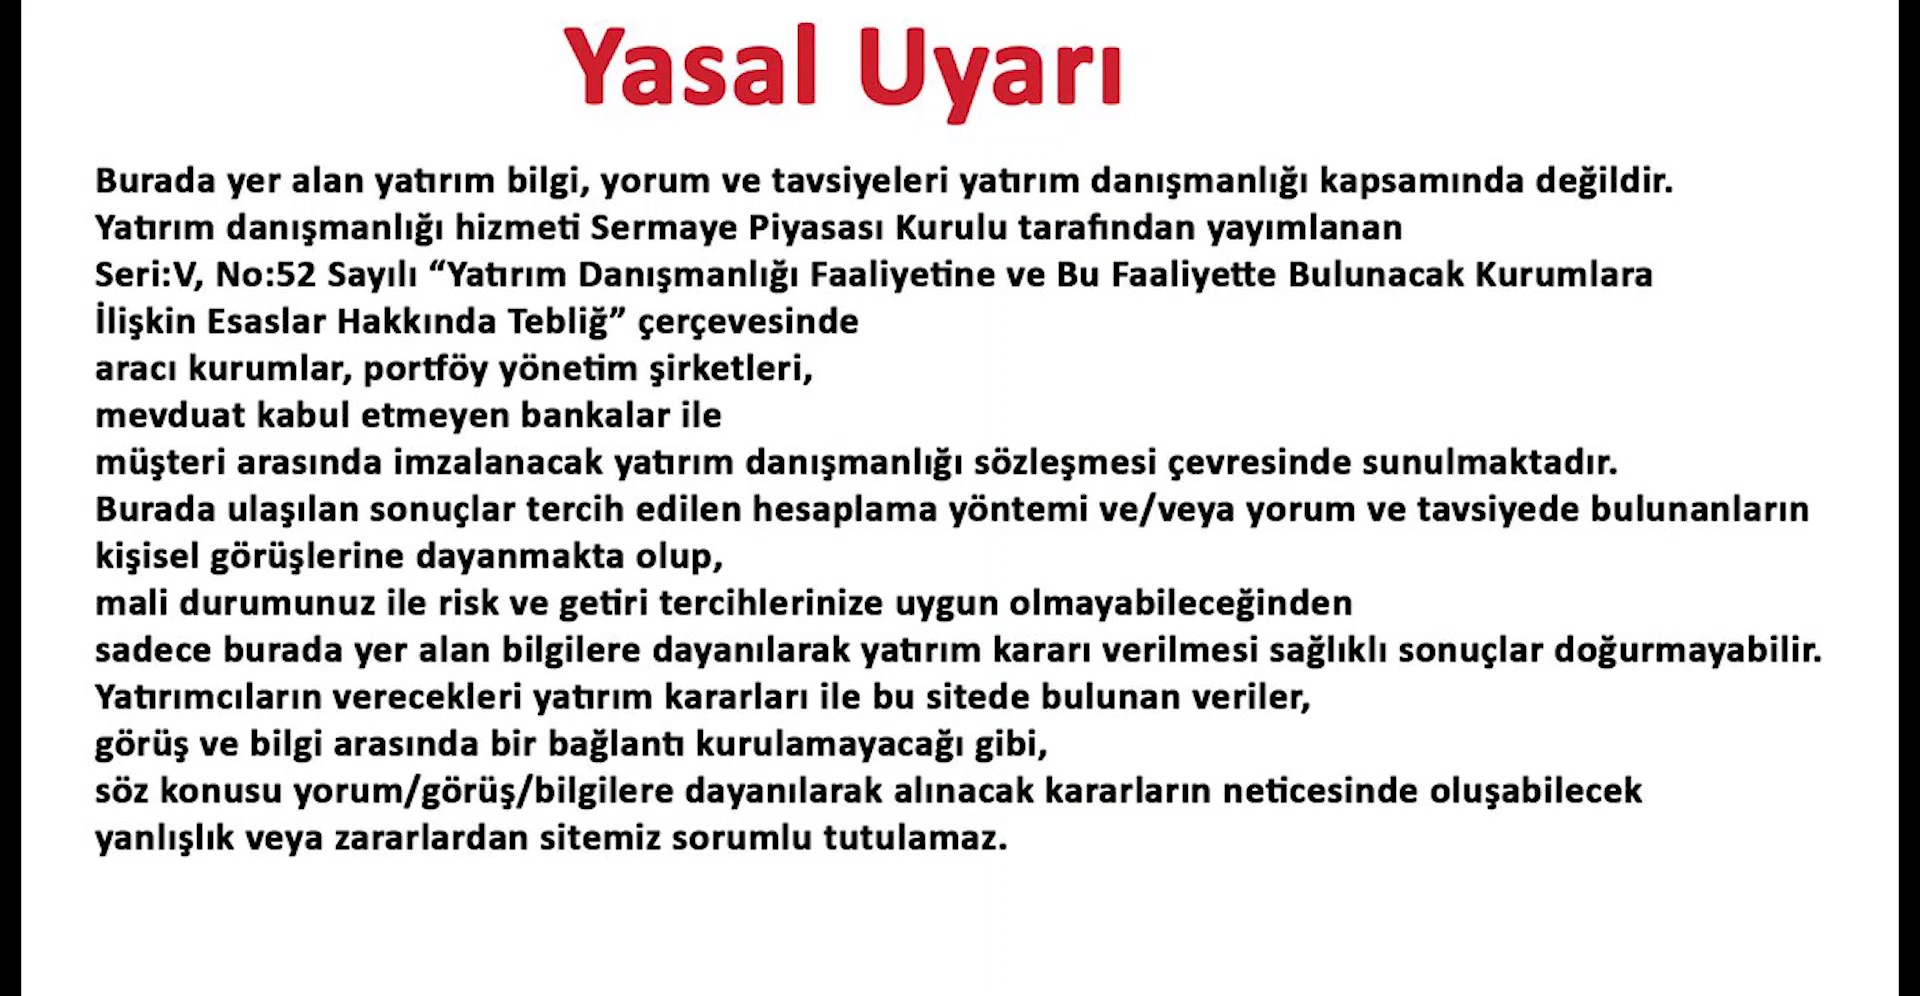 Yasal Uyarı
Burada yer alan yatırım bilgi, yorum ve tavsiyeleri yatırım danışmanlığı kapsamında değildir.
Yatırım danışmanlığı hizmeti Sermaye Piyasası Kurulu tarafından yayımlanan
Seri:V, No:52 Sayılı “Yatırım Danışmanlığı Faaliyetine ve Bu Faaliyette Bulunacak Kurumlara
İlişkin Esaslar Hakkında Tebliğ” çerçevesinde
aracı kurumlar, portföy yönetim şirketleri,
mevduat kabul etmeyen bankalar ile
müşteri arasında imzalanacak yatırım danışmanlığı sözleşmesi çevresinde sunulmaktadır.
Burada ulaşılan sonuçlar tercih edilen hesaplama yöntemi ve/veya yorum ve tavsiyede bulunanların
kişisel görüşlerine dayanmakta olup,
mali durumunuz ile risk ve getiri tercihlerinize uygun olmayabileceğinden
sadece burada yer alan bilgilere dayanılarak yatırım kararı verilmesi sağlıklı sonuçlar doğurmayabilir.
Yatırımcıların verecekleri yatırım kararları ile bu sitede bulunan veriler,
görüş ve bilgi arasında bir bağlantı kurulamayacağı gibi,
söz konusu yorum/görüş/bilgilere dayanılarak alınacak kararların neticesinde oluşabilecek
yanlışlık veya zararlardan sitemiz sorumlu tutulamaz.